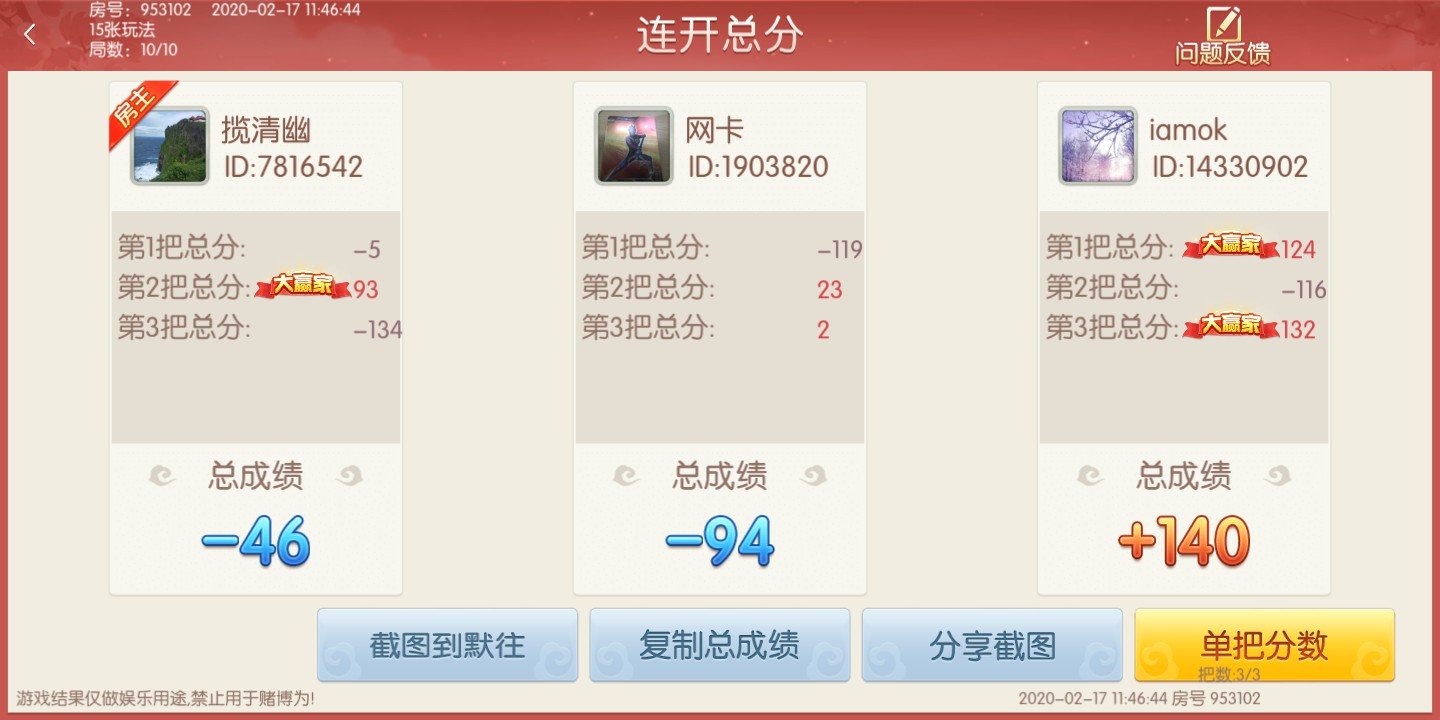 房号：953102 2020-02-17 11:46:44
15张玩法
局数：10/10
连开总分
问题反馈
房主
揽清幽
ID:7816542
第1把总分: -5
第2把总分: 大赢家 93
第3把总分: -134
总成绩
-46
网卡
ID:1903820
第1把总分: -119
第2把总分: 23
第3把总分: 2
总成绩
-94
iamok
ID:14330902
第1把总分: 大赢家 124
第2把总分: -116
第3把总分: 大赢家 132
总成绩
+140
截图到默往
复制总成绩
分享截图
单把分数
把数:3/3
游戏结果仅做娱乐用途,禁止用于赌博为!
2020-02-17 11:46:44 房号 953102